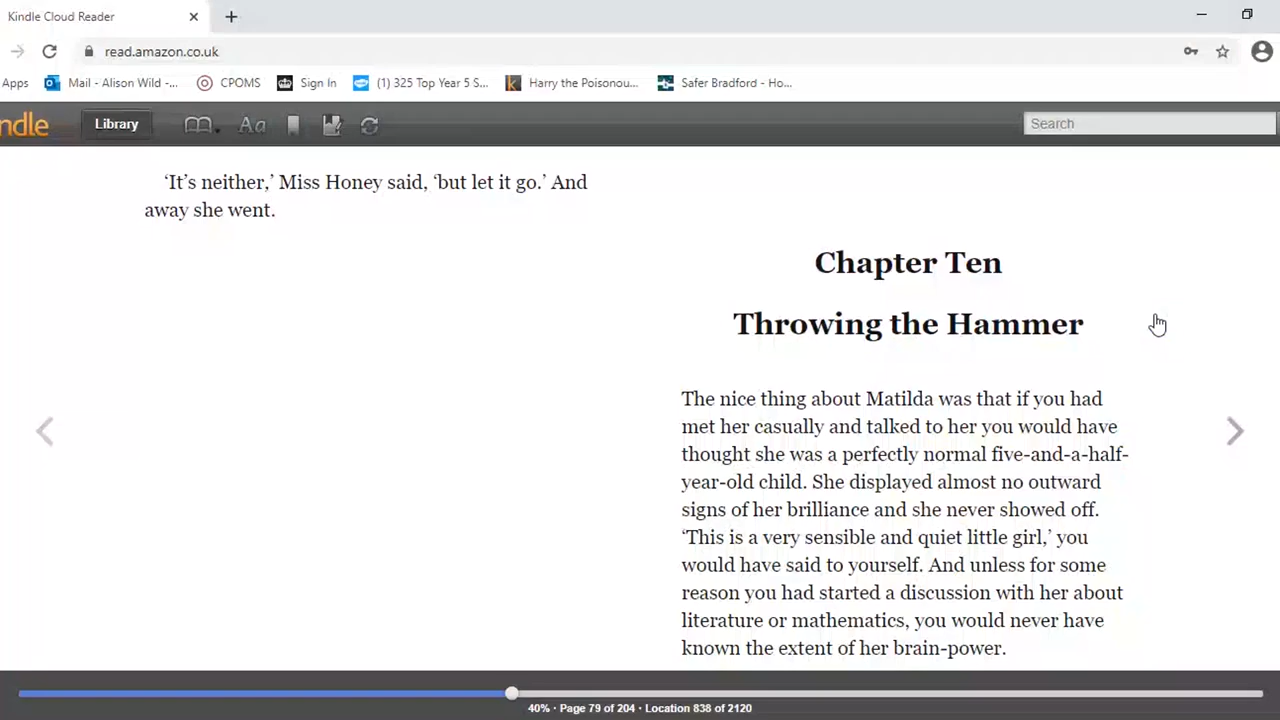 Kindle Cloud Reader
read.amazon.co.uk
Apps Mail - Alison Wild -... CPOMS Sign In (1) 325 Top Year 5 S... Harry the Poisonou... Safer Bradford - Ho...
ndle Library Aa Search
‘It’s neither,’ Miss Honey said, ‘but let it go.’ And
away she went.
Chapter Ten
Throwing the Hammer
The nice thing about Matilda was that if you had
met her casually and talked to her you would have
thought she was a perfectly normal five-and-a-half-
year-old child. She displayed almost no outward
signs of her brilliance and she never showed off.
‘This is a very sensible and quiet little girl,’ you
would have said to yourself. And unless for some
reason you had started a discussion with her about
literature or mathematics, you would never have
known the extent of her brain-power.
40% · Page 79 of 204 · Location 838 of 2120